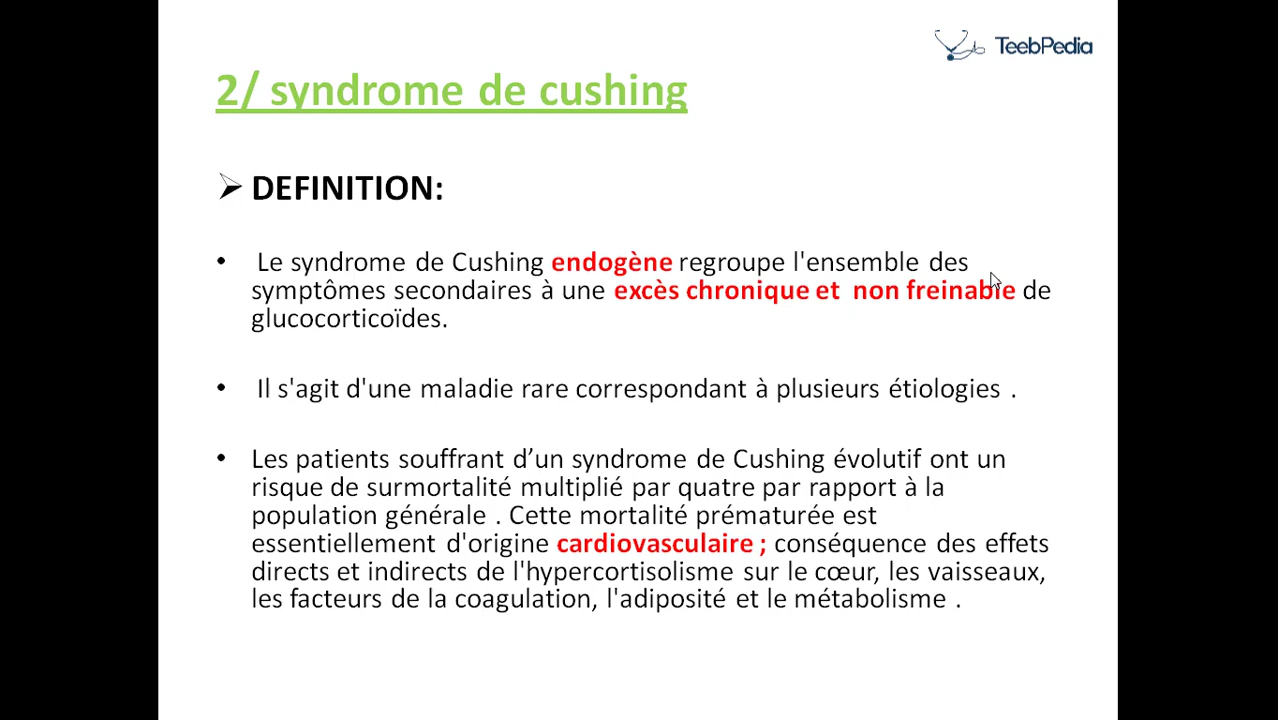 TeebPedia
2/ syndrome de cushing
➢ DEFINITION:
• Le syndrome de Cushing endogène regroupe l'ensemble des
symptômes secondaires à une excès chronique et non freinable de
glucocorticoïdes.
• Il s'agit d'une maladie rare correspondant à plusieurs étiologies .
• Les patients souffrant d’un syndrome de Cushing évolutif ont un
risque de surmortalité multiplié par quatre par rapport à la
population générale . Cette mortalité prématurée est
essentiellement d'origine cardiovasculaire ; conséquence des effets
directs et indirects de l'hypercortisolisme sur le cœur, les vaisseaux,
les facteurs de la coagulation, l'adiposité et le métabolisme .